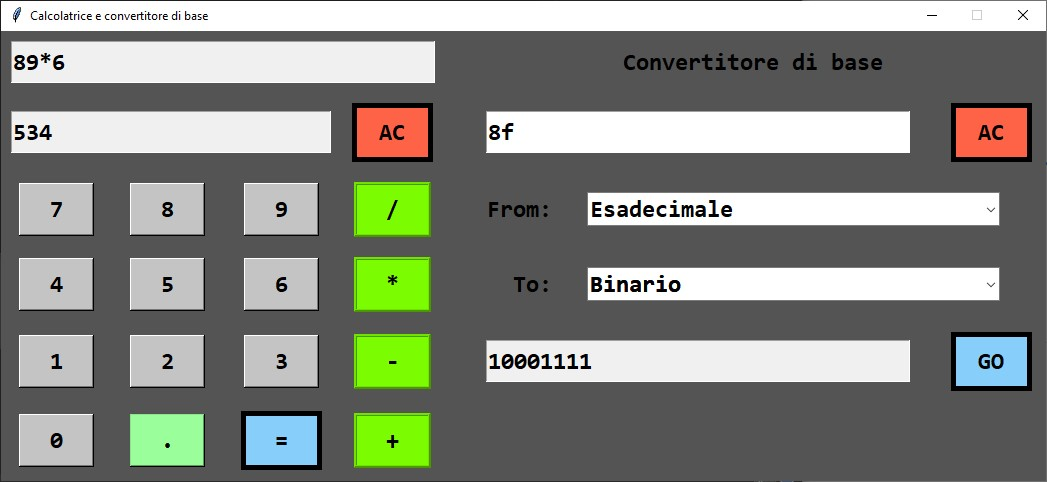 Calcolatrice e convertitore di base
89*6
Convertitore di base
534 AC
8f AC
7 8 9 /
From: Esadecimale
4 5 6 *
To: Binario
1 2 3 -
10001111 GO
0 . = +